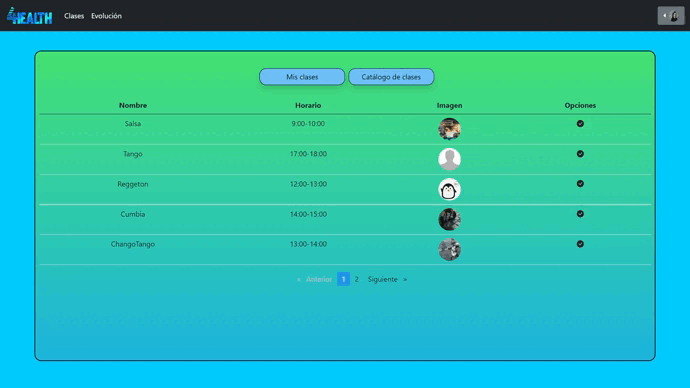 HEALTH Clases Evolución
Mis clases Catálogo de clases
Nombre Horario Imagen Opciones
Salsa 9:00-10:00
Tango 17:00-18:00
Reggeton 12:00-13:00
Cumbia 14:00-15:00
ChangoTango 13:00-14:00
« Anterior 1 2 Siguiente »